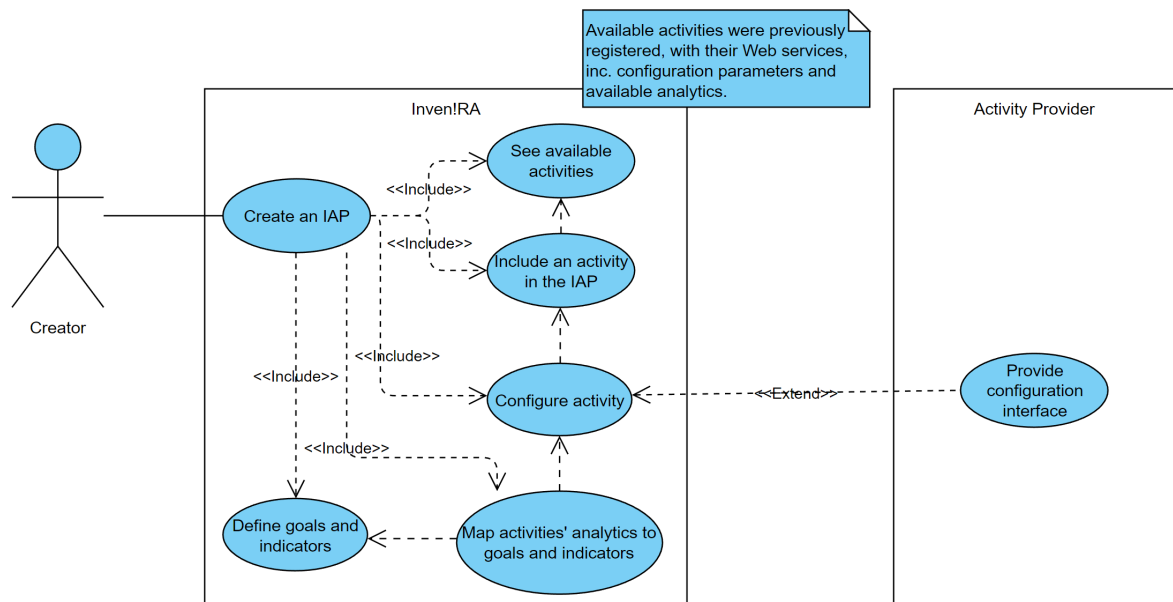 Available activities were previously
registered, with their Web services,
inc. configuration parameters and
available analytics.
Inven!RA
Activity Provider
See available
activities
<<Include>>
Create an IAP
<<Include>>
Include an activity
in the IAP
Creator
<<Include>>
<<Include>>
Configure activity
<<Extend>>
Provide
configuration
interface
<<Include>>
Define goals and
indicators
Map activities' analytics to
goals and indicators